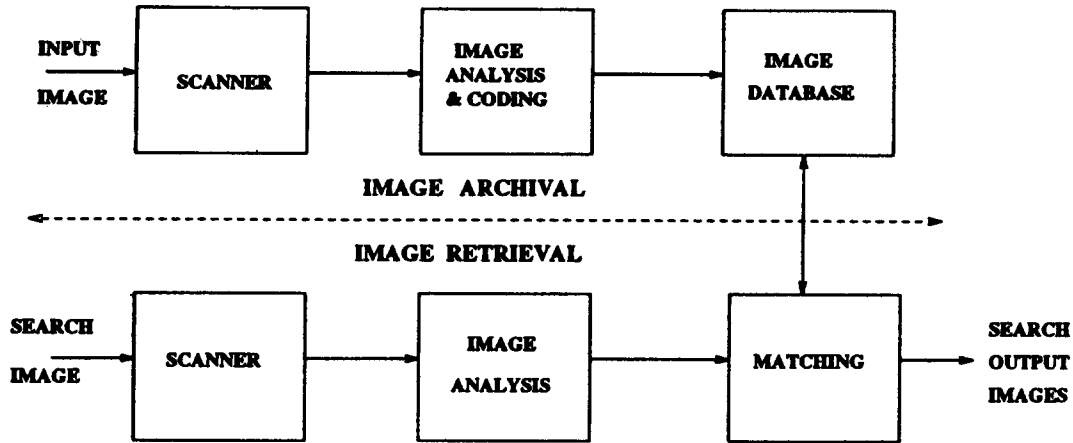 INPUT
IMAGE
SCANNER
IMAGE
ANALYSIS
& CODING
IMAGE
DATABASE
IMAGE ARCHIVAL
IMAGE RETRIEVAL
SEARCH
IMAGE
SCANNER
IMAGE
ANALYSIS
MATCHING
SEARCH
OUTPUT
IMAGES